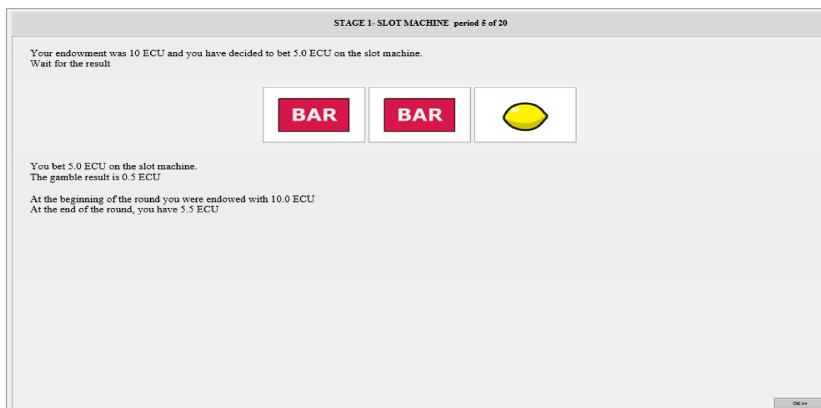 STAGE 1- SLOT MACHINE period 5 of 20
Your endowment was 10 ECU and you have decided to bet 5.0 ECU on the slot machine.
Wait for the result
BAR BAR
You bet 5.0 ECU on the slot machine.
The gamble result is 0.5 ECU
At the beginning of the round you were endowed with 10.0 ECU
At the end of the round, you have 5.5 ECU
OK >>